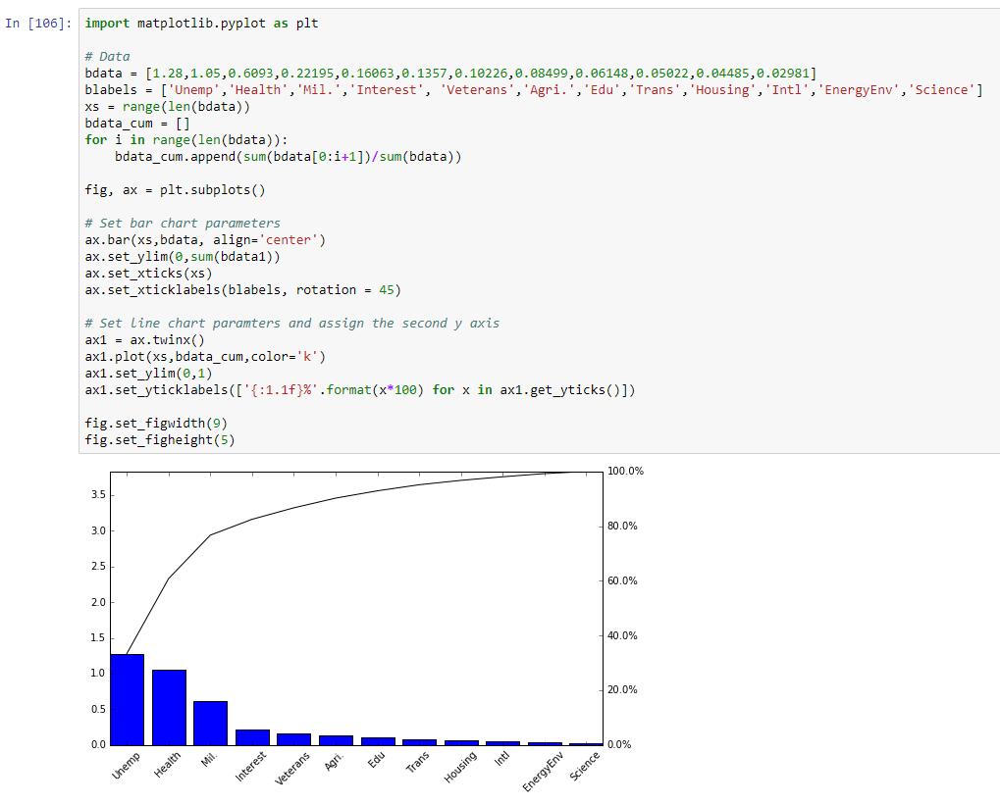 In [106]: import matplotlib.pyplot as plt
# Data
bdata = [1.28,1.05,0.6093,0.22195,0.16063,0.1357,0.10226,0.08499,0.06148,0.05022,0.04485,0.02981]
blabels = ['Unemp','Health','Mil.','Interest', 'Veterans','Agri.','Edu','Trans','Housing','Intl','EnergyEnv','Science']
xs = range(len(bdata))
bdata_cum = []
for i in range(len(bdata)):
    bdata_cum.append(sum(bdata[0:i+1])/sum(bdata))
fig, ax = plt.subplots()
# Set bar chart parameters
ax.bar(xs,bdata, align='center')
ax.set_ylim(0,sum(bdata1))
ax.set_xticks(xs)
ax.set_xticklabels(blabels, rotation = 45)
# Set line chart paramters and assign the second y axis
ax1 = ax.twinx()
ax1.plot(xs,bdata_cum,color='k')
ax1.set_ylim(0,1)
ax1.set_yticklabels(['{:1.1f}%'.format(x*100) for x in ax1.get_yticks()])
fig.set_figwidth(9)
fig.set_figheight(5)
3.5
3.0
2.5
2.0
1.5
1.0
0.5
0.0
100.0%
80.0%
60.0%
40.0%
20.0%
0.0%
Unemp
Health
Mil.
Interest
Veterans
Agri.
Edu
Trans
Housing
Intl
EnergyEnv
Science